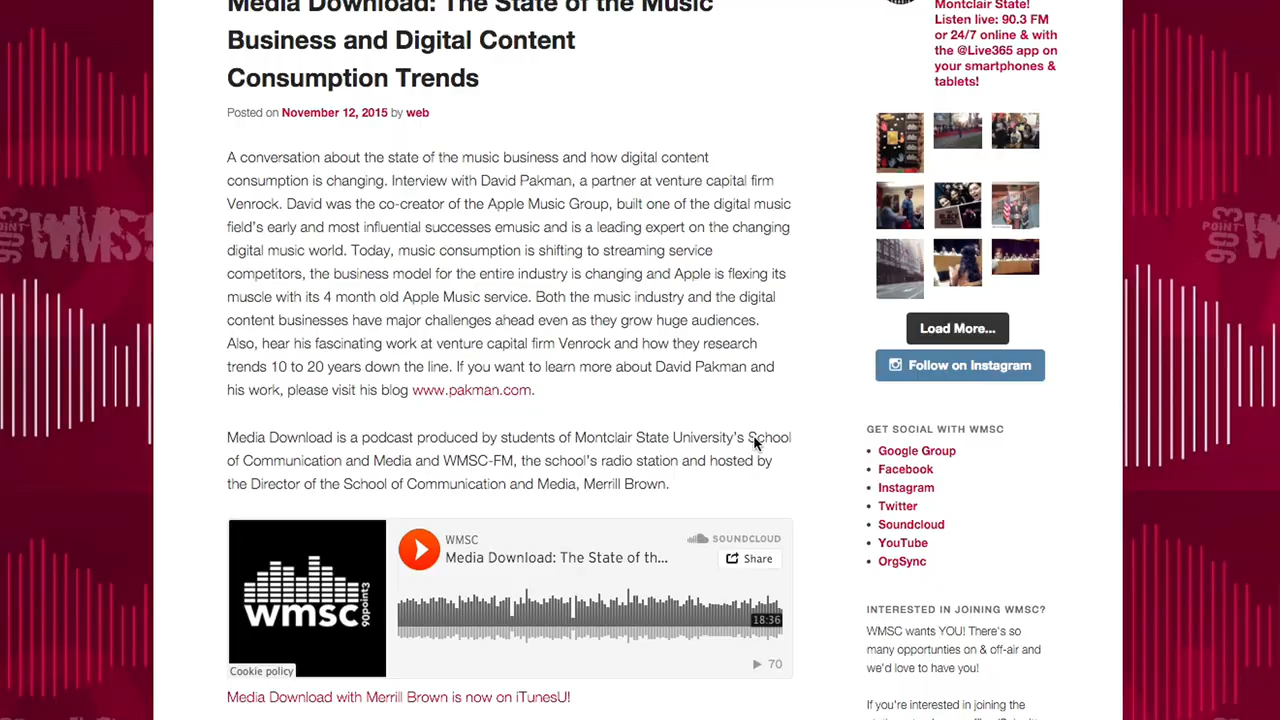 Media Download: The State of the Music
Business and Digital Content
Consumption Trends
Posted on November 12, 2015 by web
A conversation about the state of the music business and how digital content
consumption is changing. Interview with David Pakman, a partner at venture capital firm
Venrock. David was the co-creator of the Apple Music Group, built one of the digital music
field's early and most influential successes emusic and is a leading expert on the changing
digital music world. Today, music consumption is shifting to streaming service
competitors, the business model for the entire industry is changing and Apple is flexing its
muscle with its 4 month old Apple Music service. Both the music industry and the digital
content businesses have major challenges ahead even as they grow huge audiences.
Also, hear his fascinating work at venture capital firm Venrock and how they research
trends 10 to 20 years down the line. If you want to learn more about David Pakman and
his work, please visit his blog www.pakman.com.
Media Download is a podcast produced by students of Montclair State University's School
of Communication and Media and WMSC-FM, the school's radio station and hosted by
the Director of the School of Communication and Media, Merrill Brown.
wmsc 90point3
Cookie policy
WMSC
Media Download: The State of th...
SOUNDCLOUD
Share
18:36
70
Media Download with Merrill Brown is now on iTunesU!
Montclair State!
Listen live: 90.3 FM
or 24/7 online & with
the @Live365 app on
your smartphones &
tablets!
Load More...
Follow on Instagram
GET SOCIAL WITH WMSC
Google Group
Facebook
Instagram
Twitter
Soundcloud
YouTube
OrgSync
INTERESTED IN JOINING WMSC?
WMSC wants YOU! There's so
many opportunties on & off-air and
we'd love to have you!
If you're interested in joining the
903 POINT WMSC
903 POINT WMSC